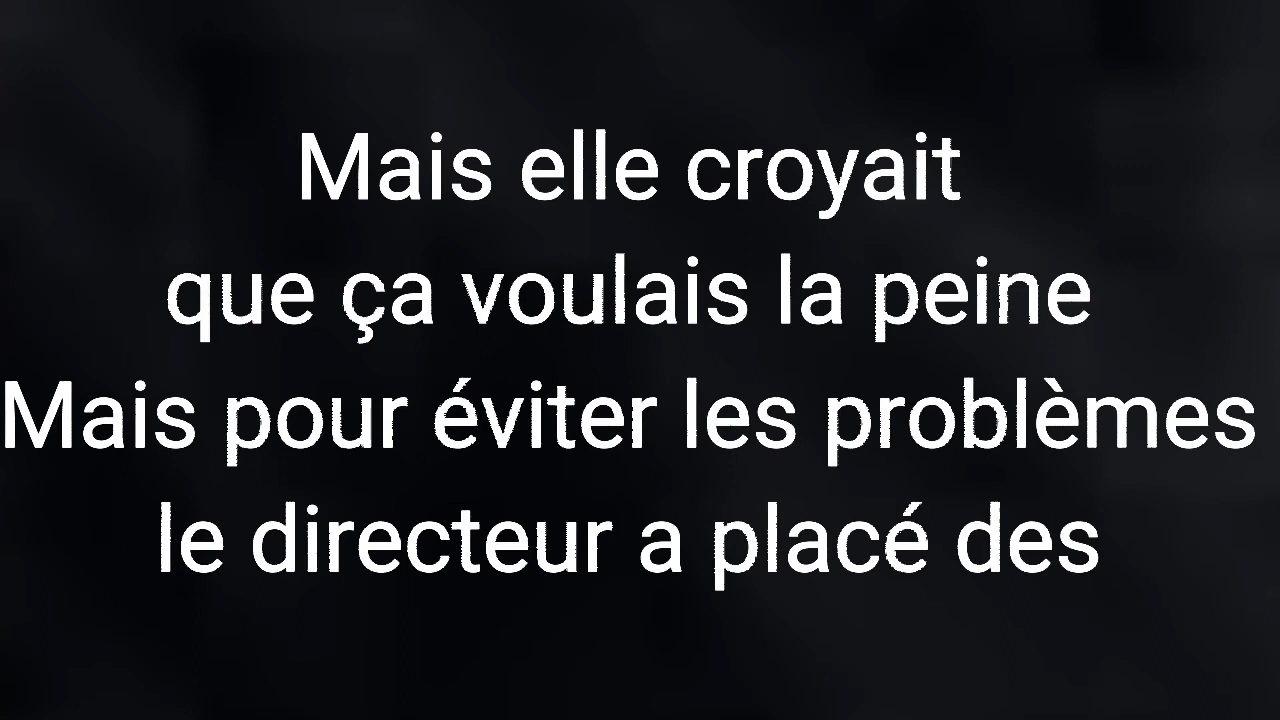 Mais elle croyait
que ça voulais la peine
Mais pour éviter les problèmes
le directeur a placé des